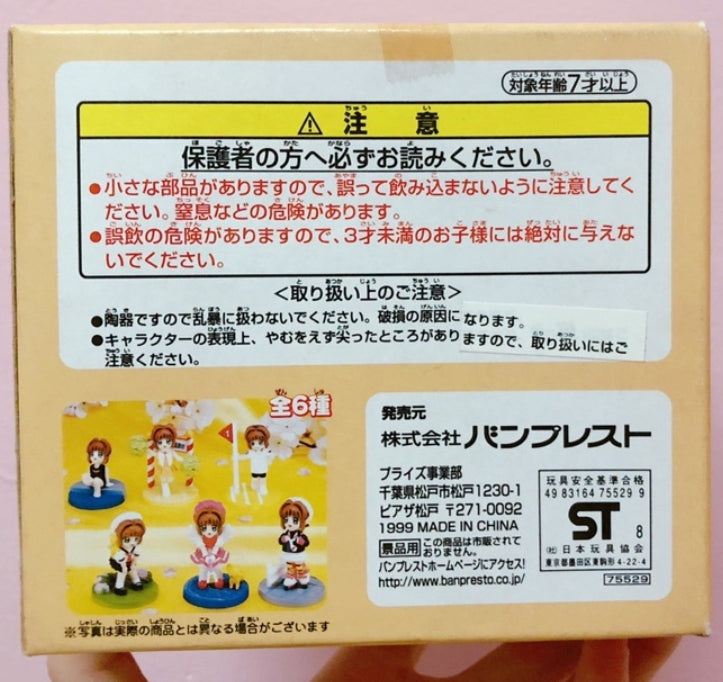 対象年齢7才以上
⚠ 注意
保護者の方へ必ずお読みください。
●小さな部品がありますので、誤って飲み込まないように注意してく
ださい。窒息などの危険があります。
●誤飲の危険がありますので、3才未満のお子様には絶対に与えな
いでください。
<取り扱い上のご注意>
●陶器ですので乱暴に扱わないでください。破損の原因になります。
●キャラクターの表現上、やむをえず尖ったところがありますので、取り扱いにはご
注意ください。
全6種
※写真は実際の商品とは異なる場合がございます
発売元
株式会社 バンプレスト
プライズ事業部
千葉県松戸市松戸1230-1
ピアザ松戸 〒271-0092
1999 MADE IN CHINA
景品用 この商品は市販されて
おりません。
バンプレストホームページにアクセス!
http://www.banpresto.co.jp/
玩具安全基準合格
49 83164 75529 9
ST 8
(社)日本玩具協会
東京都墨田区東駒形4-22-4
75529